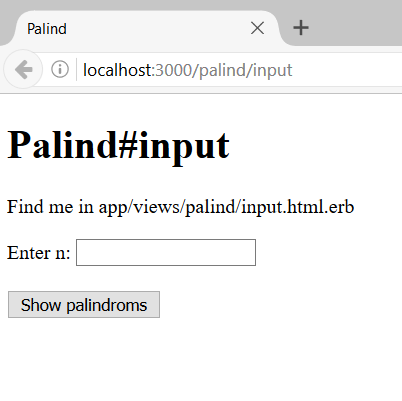 Palind
localhost:3000/palind/input
Palind#input
Find me in app/views/palind/input.html.erb
Enter n:
Show palindroms